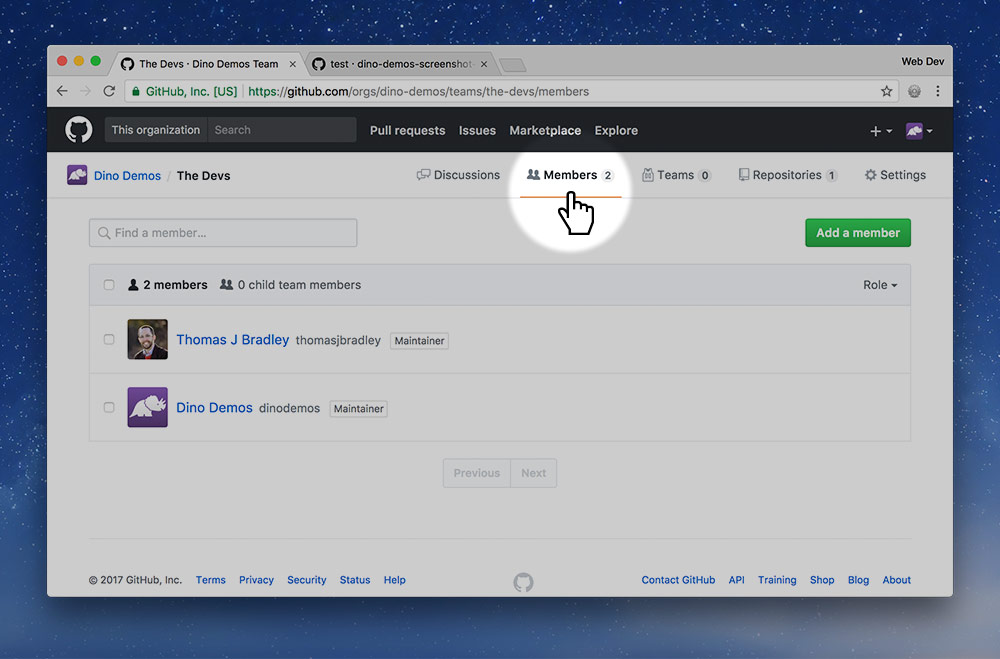 The Devs · Dino Demos Team
test · dino-demos-screenshot
Web Dev
GitHub, Inc. [US] https://github.com/orgs/dino-demos/teams/the-devs/members
This organization Search Pull requests Issues Marketplace Explore
Dino Demos / The Devs Discussions Members 2 Teams 0 Repositories 1 Settings
Find a member… Add a member
2 members 0 child team members Role
Thomas J Bradley thomasjbradley Maintainer
Dino Demos dinodemos Maintainer
Previous Next
© 2017 GitHub, Inc. Terms Privacy Security Status Help Contact GitHub API Training Shop Blog About